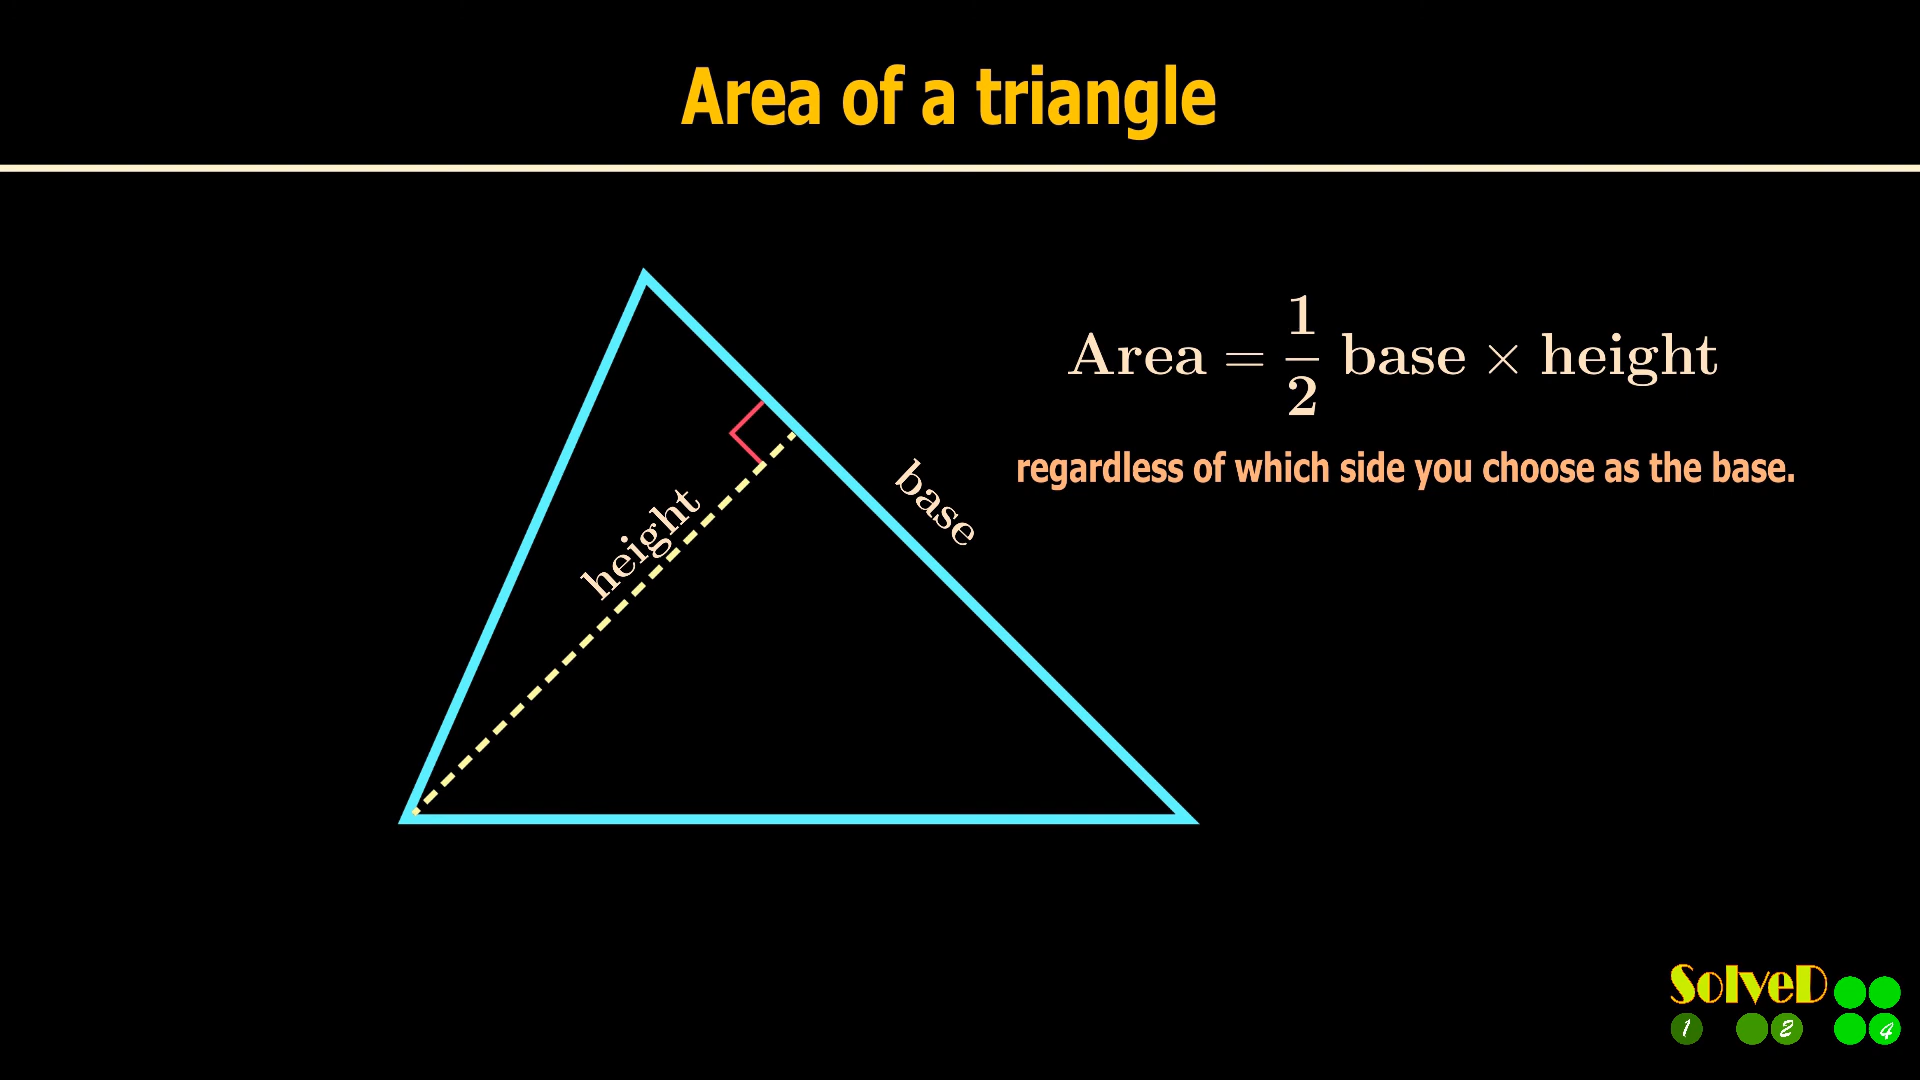 Area of a triangle
Area = 1/2 base × height
regardless of which side you choose as the base.
base
height
SolveD
1 2 4